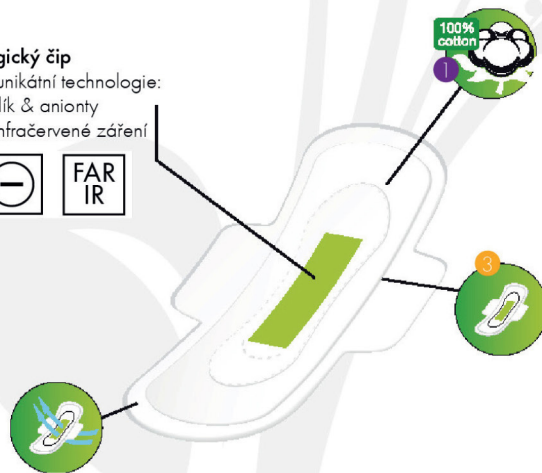 100%
cotton
1
gický čip
unikátní technologie:
lík & anionty
nfračervené záření
FAR
IR
3